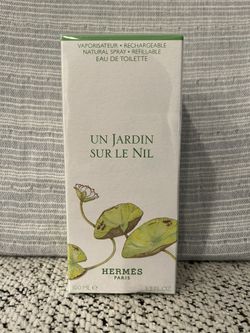 VAPORISATEUR • RECHARGEABLE
NATURAL SPRAY • REFILLABLE
EAU DE TOILETTE
UN JARDIN
SUR LE NIL
HERMÈS
PARIS
100 ML ℮ 3.3 FL.OZ